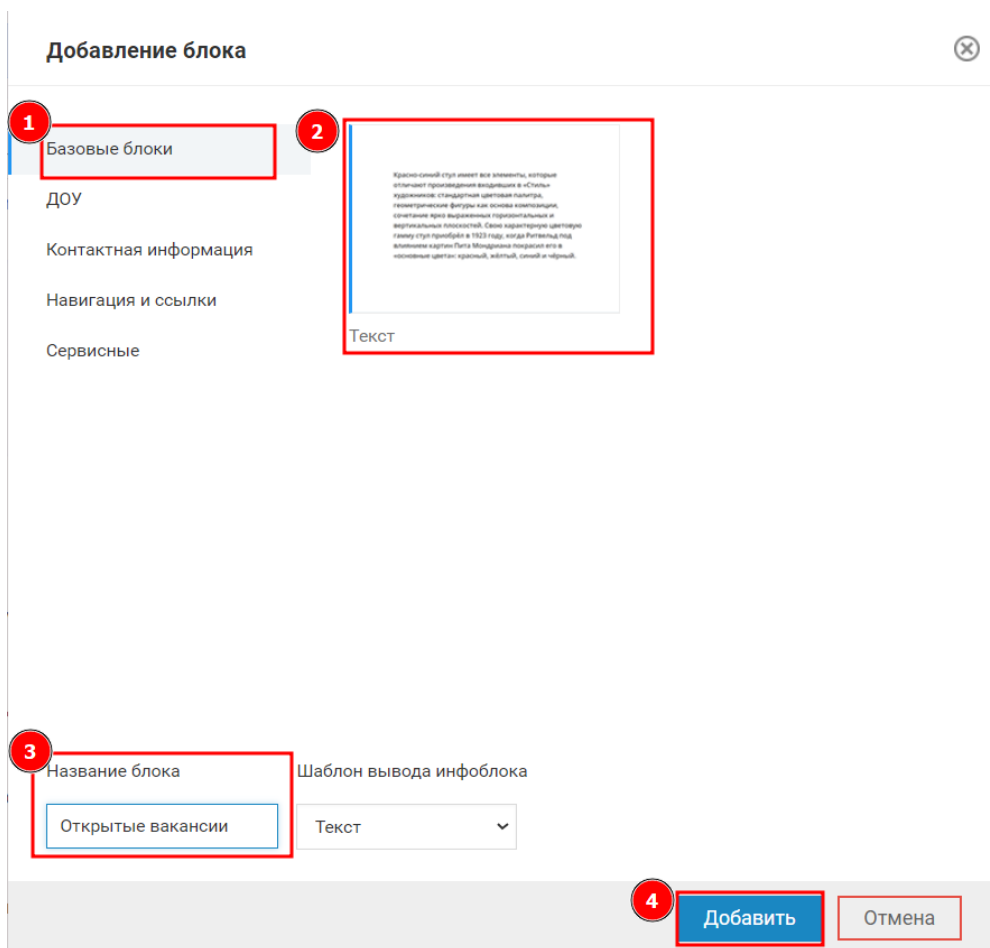 Добавление блока
1
2
Базовые блоки
ДОУ
Контактная информация
Навигация и ссылки
Сервисные
Красно-синий стул имеет все элементы, которые
отличают произведения входивших в «Стиль»
художников: стандартная цветовая палитра,
геометрические фигуры как основа композиции,
сочетание ярко выраженных горизонтальных и
вертикальных плоскостей. Свою характерную цветовую
гамму стул приобрёл в 1923 году, когда Ритвельд под
влиянием картин Пита Мондриана покрасил его в
«основные цвета»: красный, жёлтый, синий и чёрный.
Текст
3
Название блока
Шаблон вывода инфоблока
Открытые вакансии
Текст
4
Добавить
Отмена